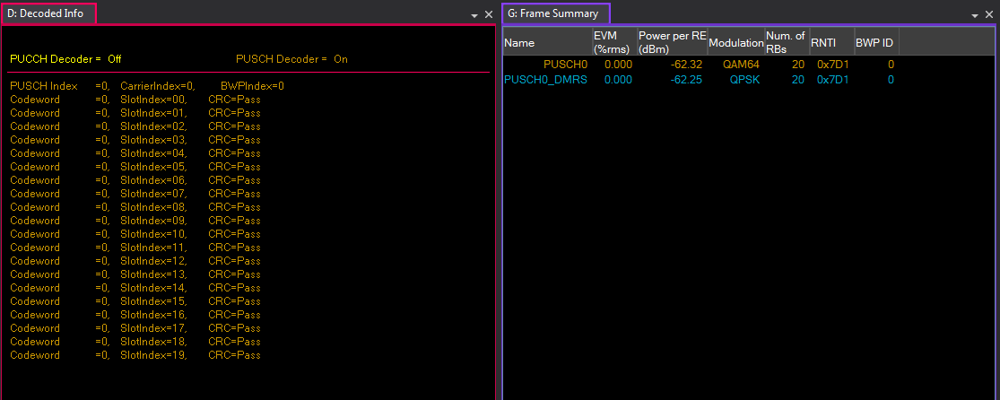 D: Decoded Info
PUCCH Decoder = Off PUSCH Decoder = On
PUSCH Index =0, CarrierIndex=0, BWPIndex=0
Codeword =0, SlotIndex=00, CRC=Pass
Codeword =0, SlotIndex=01, CRC=Pass
Codeword =0, SlotIndex=02, CRC=Pass
Codeword =0, SlotIndex=03, CRC=Pass
Codeword =0, SlotIndex=04, CRC=Pass
Codeword =0, SlotIndex=05, CRC=Pass
Codeword =0, SlotIndex=06, CRC=Pass
Codeword =0, SlotIndex=07, CRC=Pass
Codeword =0, SlotIndex=08, CRC=Pass
Codeword =0, SlotIndex=09, CRC=Pass
Codeword =0, SlotIndex=10, CRC=Pass
Codeword =0, SlotIndex=11, CRC=Pass
Codeword =0, SlotIndex=12, CRC=Pass
Codeword =0, SlotIndex=13, CRC=Pass
Codeword =0, SlotIndex=14, CRC=Pass
Codeword =0, SlotIndex=15, CRC=Pass
Codeword =0, SlotIndex=16, CRC=Pass
Codeword =0, SlotIndex=17, CRC=Pass
Codeword =0, SlotIndex=18, CRC=Pass
Codeword =0, SlotIndex=19, CRC=Pass
G: Frame Summary
Name EVM (%rms) Power per RE (dBm) Modulation Num. of RBs RNTI BWP ID
PUSCH0 0.000 -62.32 QAM64 20 0x7D1 0
PUSCH0_DMRS 0.000 -62.25 QPSK 20 0x7D1 0